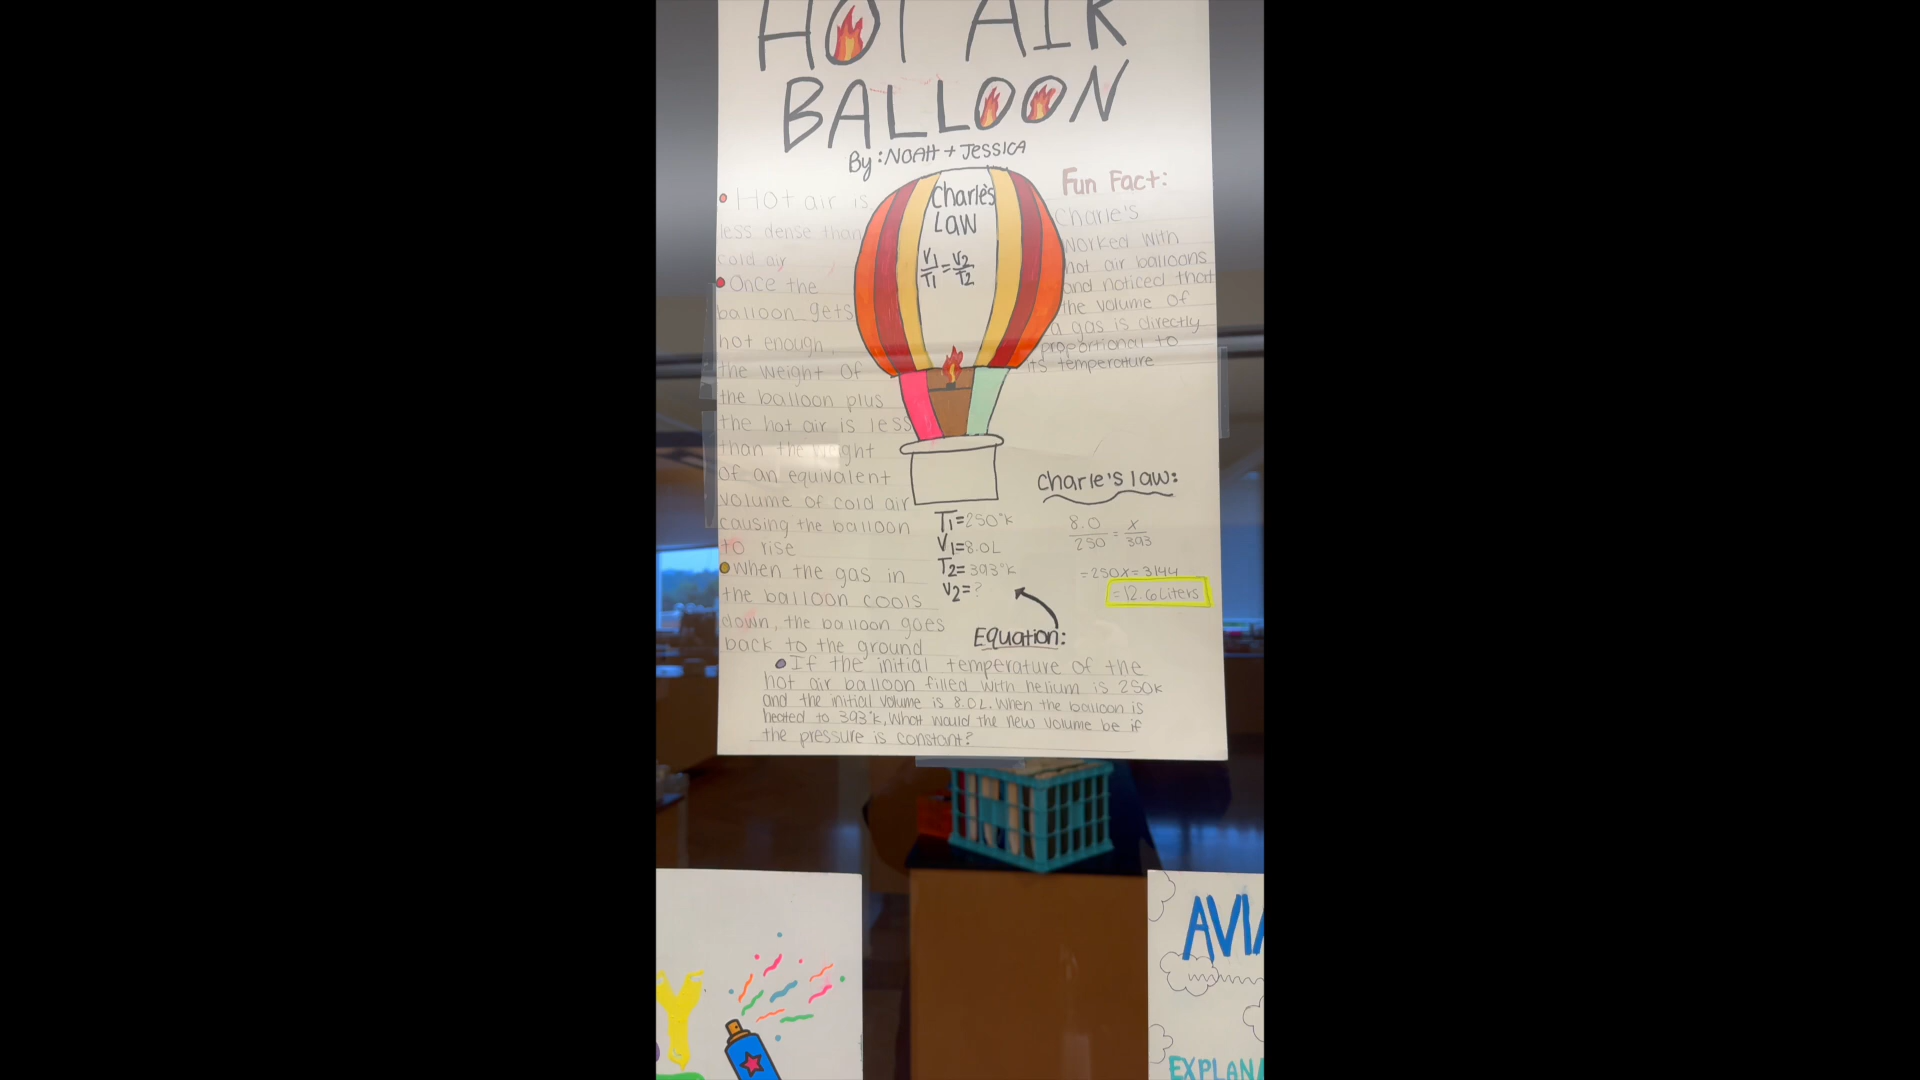 HOT AIR
BALLOON
By: NOAH + JESSICA
Hot air is
less dense than
cold air
Once the
balloon gets
hot enough,
the weight of
the balloon plus
the hot air is less
than the weight
of an equivalent
volume of cold air
causing the balloon
to rise
When the gas in
the balloon cools
down, the balloon goes
back to the ground
Charle's
LAW
V1/T1 = V2/T2
Fun Fact:
Charle's
worked with
hot air balloons
and noticed that
the volume of
a gas is directly
proportional to
its temperature
T1=250°K
V1=8.0L
T2=393°K
V2=?
Charle's law:
8.0/250 = x/393
=250x=3144
=12.6 Liters
Equation:
If the initial temperature of the
hot air balloon filled with helium is 250K
and the initial volume is 8.0L. When the balloon is
heated to 393°K, What would the new volume be if
the pressure is constant?
Y
AVIA
EXPLANA